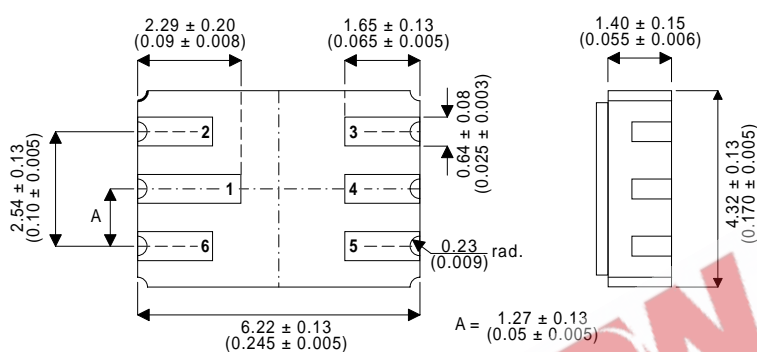 2.29 ± 0.20
(0.09 ± 0.008)
1.65 ± 0.13
(0.065 ± 0.005)
1.40 ± 0.15
(0.055 ± 0.006)
2
3
0.64 ± 0.08
(0.025 ± 0.003)
2.54 ± 0.13
(0.10 ± 0.005)
A
1
4
4.32 ± 0.13
(0.170 ± 0.005)
6
5
0.23 rad.
(0.009)
6.22 ± 0.13
(0.245 ± 0.005)
A = 1.27 ± 0.13
(0.05 ± 0.005)